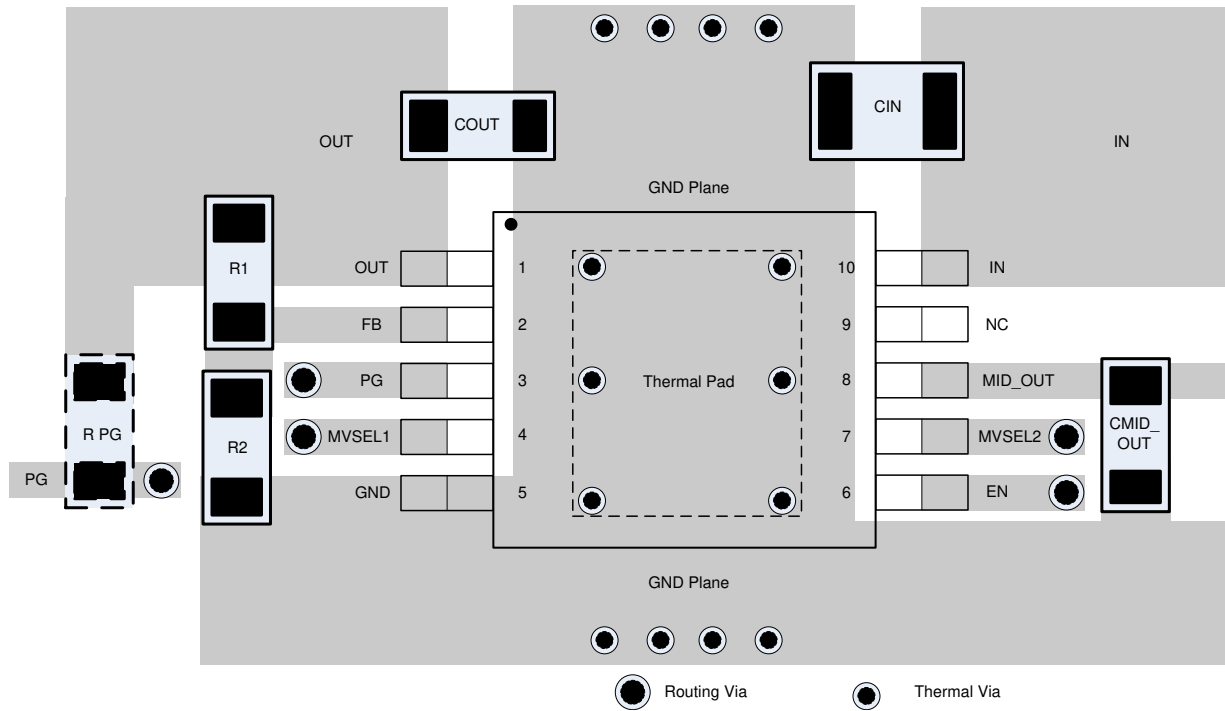 COUT
CIN
OUT
IN
GND Plane
R1
OUT
1
10
IN
FB
2
9
NC
PG
3
Thermal Pad
8
MID_OUT
R PG
R2
MVSEL1
4
7
MVSEL2
CMID_
OUT
PG
GND
5
6
EN
GND Plane
Routing Via
Thermal Via